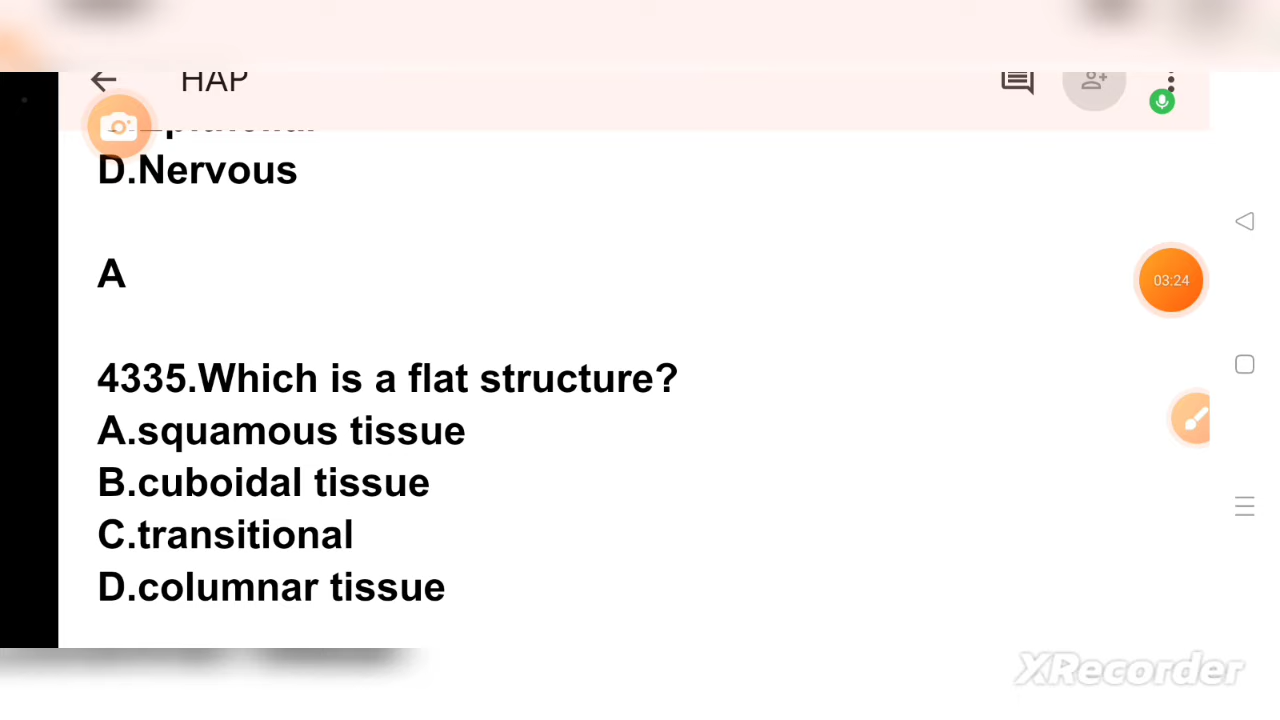 HAP
D.Nervous
A
03:24
4335.Which is a flat structure?
A.squamous tissue
B.cuboidal tissue
C.transitional
D.columnar tissue
XRecorder